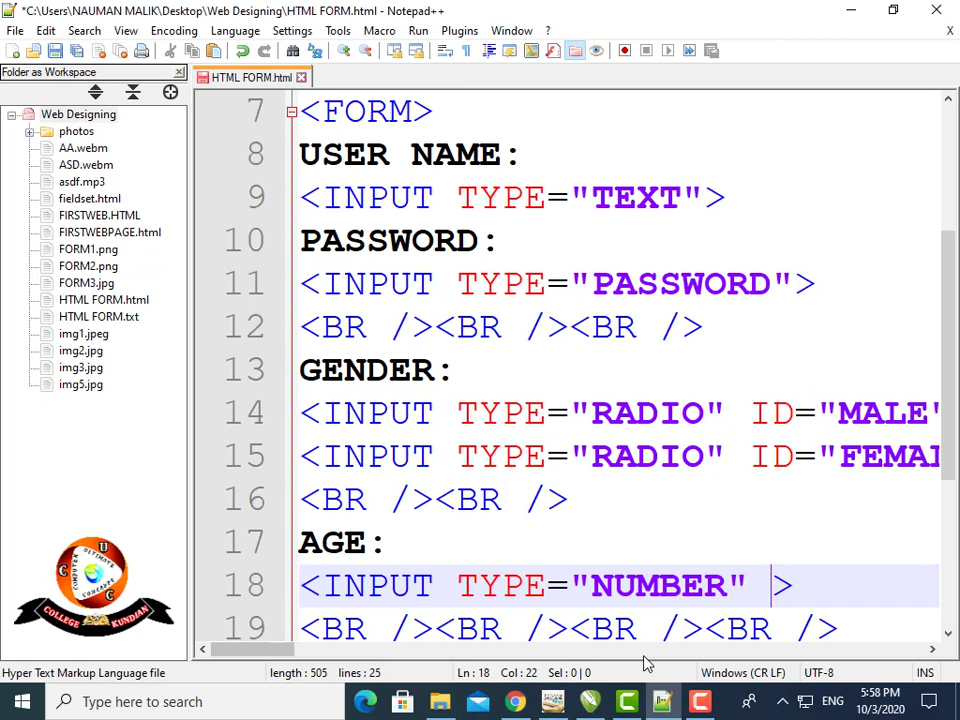 *C:\Users\NAUMAN MALIK\Desktop\Web Designing\HTML FORM.html - Notepad++
File Edit Search View Encoding Language Settings Tools Macro Run Plugins Window ? X
Folder as Workspace
HTML FORM.html
Web Designing
photos
AA.webm
ASD.webm
asdf.mp3
fieldset.html
FIRSTWEB.HTML
FIRSTWEBPAGE.html
FORM1.png
FORM2.png
FORM3.jpg
HTML FORM.html
HTML FORM.txt
img1.jpeg
img2.jpg
img3.jpg
img5.jpg
7 <FORM>
8 USER NAME:
9 <INPUT TYPE="TEXT">
10 PASSWORD:
11 <INPUT TYPE="PASSWORD">
12 <BR /><BR /><BR />
13 GENDER:
14 <INPUT TYPE="RADIO" ID="MALE"
15 <INPUT TYPE="RADIO" ID="FEMAL
16 <BR /><BR />
17 AGE:
18 <INPUT TYPE="NUMBER" >
19 <BR /><BR /><BR /><BR />
U
C C
ULTIMATE
CONCEPTS
COMPUTER
COLLEGE KUNDIAN
Hyper Text Markup Language file length : 505 lines : 25 Ln : 18 Col : 22 Sel : 0 | 0 Windows (CR LF) UTF-8 INS
Type here to search
ENG
5:58 PM
10/3/2020